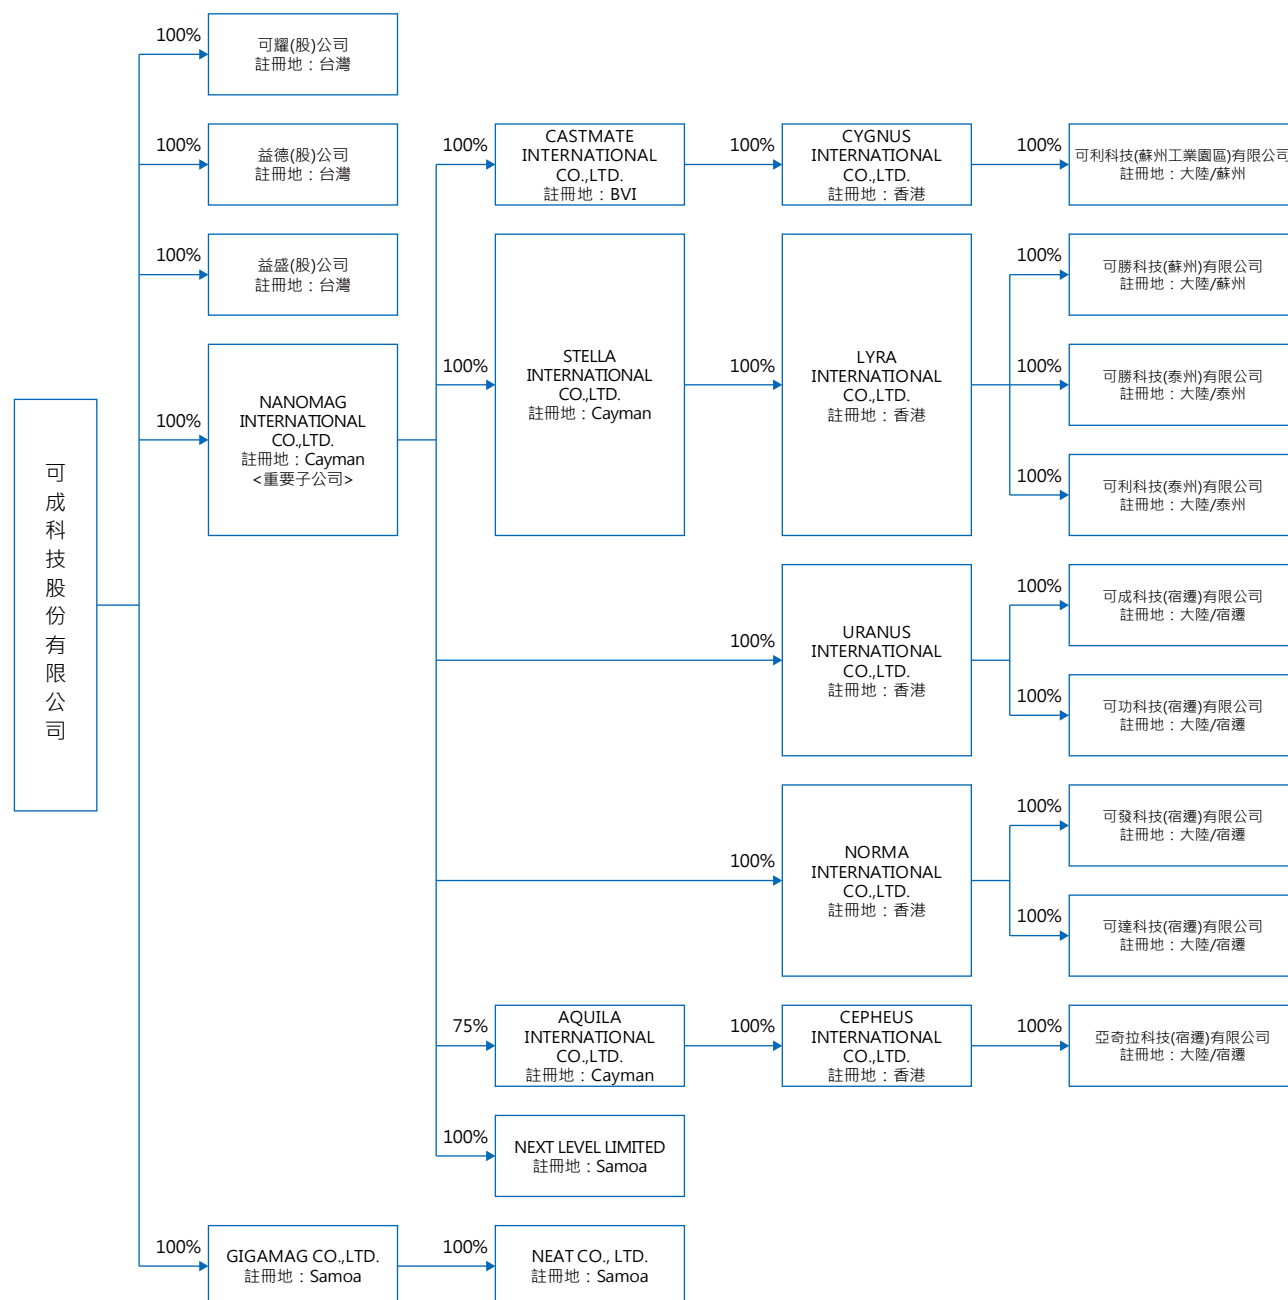 可成科技股份有限公司
100%
可耀(股)公司
註冊地：台灣
100%
益德(股)公司
註冊地：台灣
100%
益盛(股)公司
註冊地：台灣
100%
NANOMAG
INTERNATIONAL
CO.,LTD.
註冊地：Cayman
<重要子公司>
100%
CASTMATE
INTERNATIONAL
CO.,LTD.
註冊地：BVI
100%
CYGNUS
INTERNATIONAL
CO.,LTD.
註冊地：香港
100%
可利科技(蘇州工業園區)有限公司
註冊地：大陸/蘇州
100%
STELLA
INTERNATIONAL
CO.,LTD.
註冊地：Cayman
100%
LYRA
INTERNATIONAL
CO.,LTD.
註冊地：香港
100%
可勝科技(蘇州)有限公司
註冊地：大陸/蘇州
100%
可勝科技(泰州)有限公司
註冊地：大陸/泰州
100%
可利科技(泰州)有限公司
註冊地：大陸/泰州
100%
URANUS
INTERNATIONAL
CO.,LTD.
註冊地：香港
100%
可成科技(宿遷)有限公司
註冊地：大陸/宿遷
100%
可功科技(宿遷)有限公司
註冊地：大陸/宿遷
100%
NORMA
INTERNATIONAL
CO.,LTD.
註冊地：香港
100%
可發科技(宿遷)有限公司
註冊地：大陸/宿遷
100%
可達科技(宿遷)有限公司
註冊地：大陸/宿遷
75%
AQUILA
INTERNATIONAL
CO.,LTD.
註冊地：Cayman
100%
CEPHEUS
INTERNATIONAL
CO.,LTD.
註冊地：香港
100%
亞奇拉科技(宿遷)有限公司
註冊地：大陸/宿遷
100%
NEXT LEVEL LIMITED
註冊地：Samoa
100%
GIGAMAG CO.,LTD.
註冊地：Samoa
100%
NEAT CO., LTD.
註冊地：Samoa